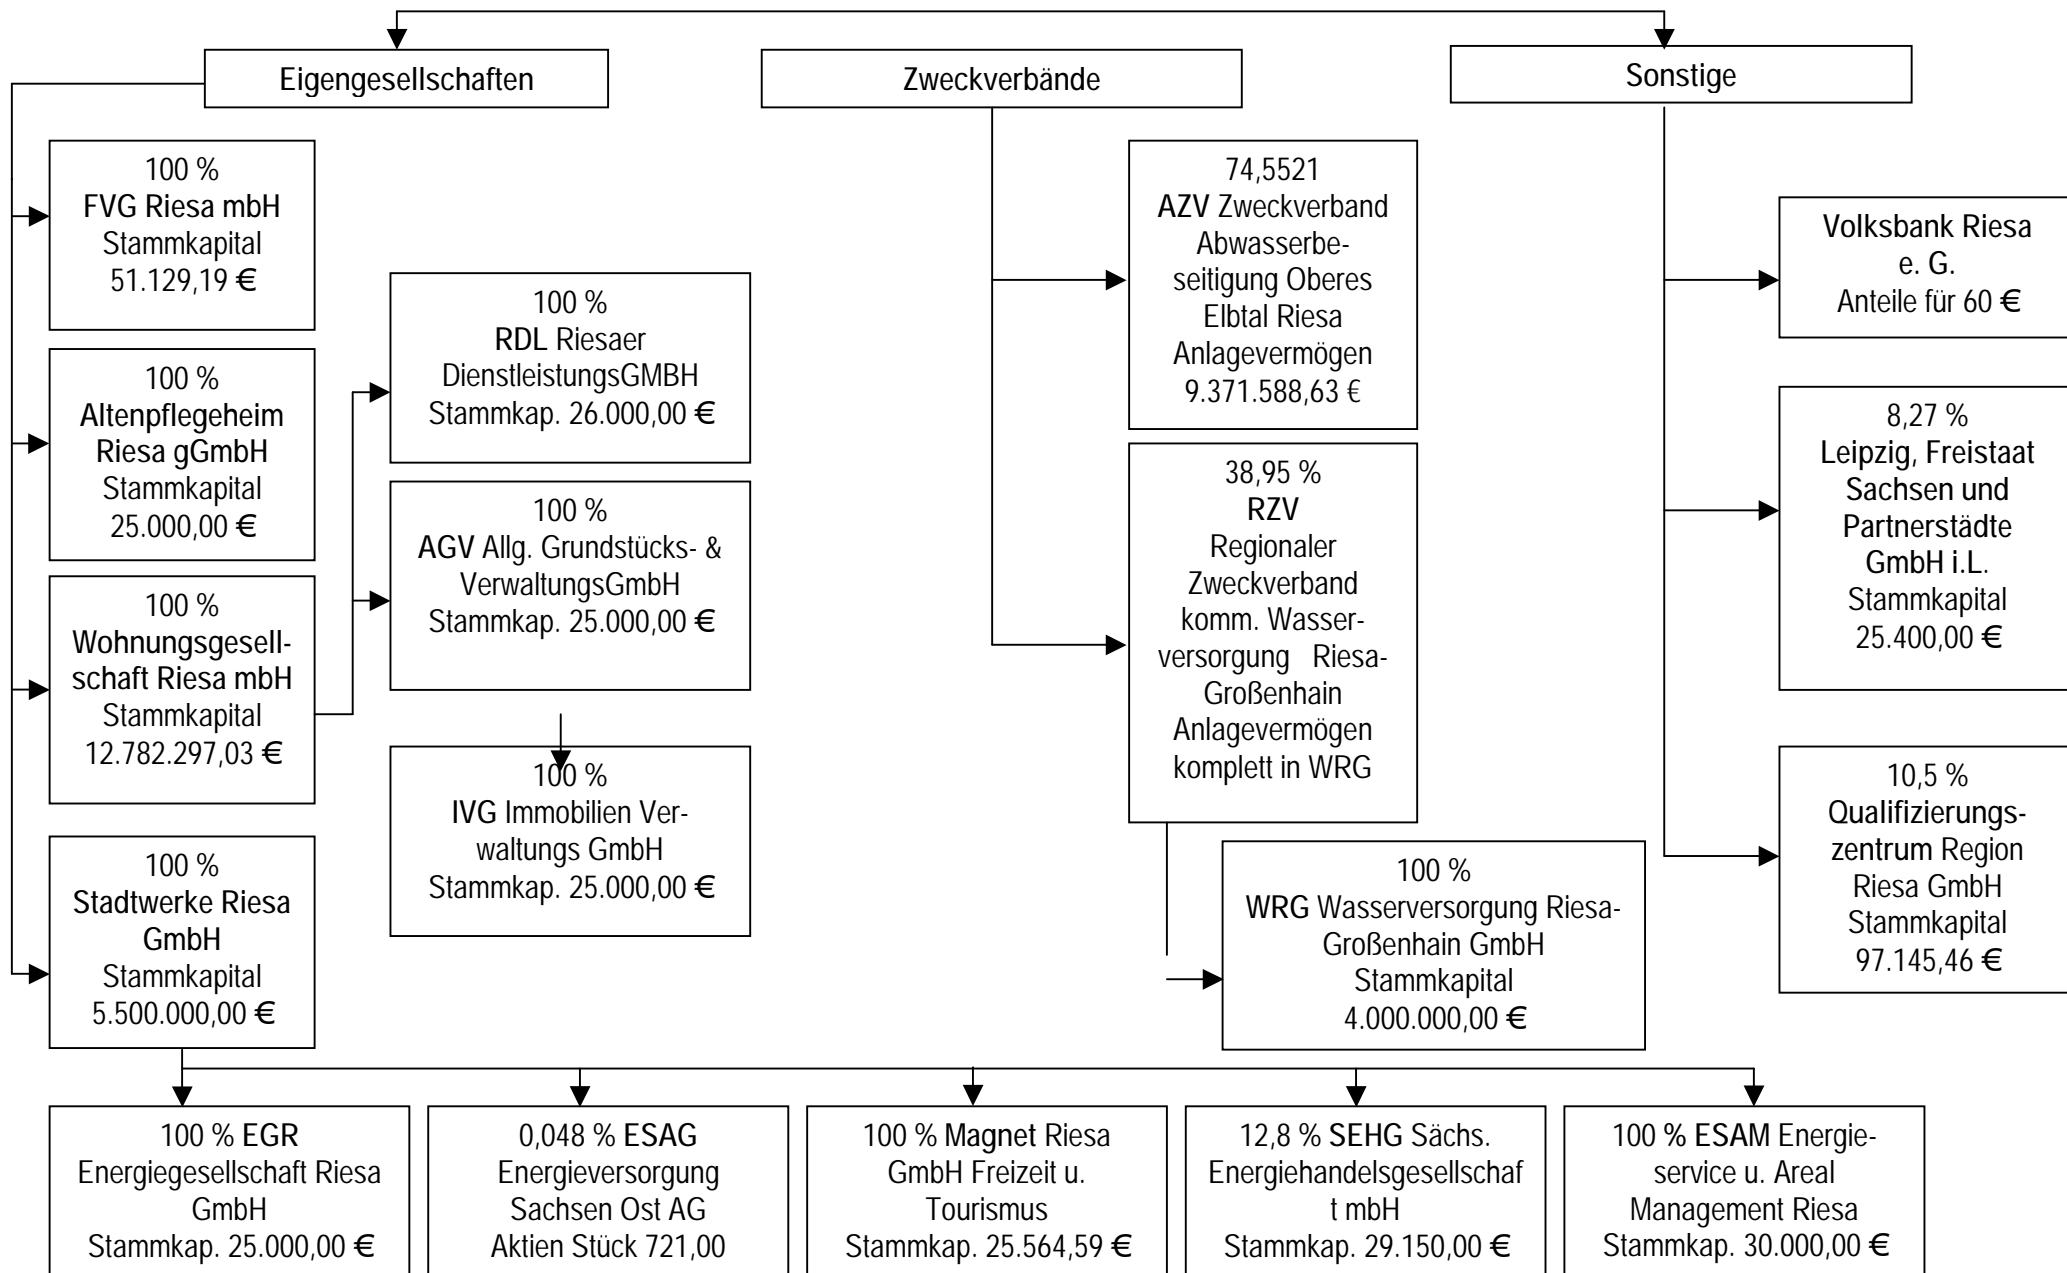 Eigengesellschaften
Zweckverbände
Sonstige
100 %
FVG Riesa mbH
Stammkapital
51.129,19 €
100 %
Altenpflegeheim
Riesa gGmbH
Stammkapital
25.000,00 €
100 %
Wohnungsgesell-
schaft Riesa mbH
Stammkapital
12.782.297,03 €
100 %
Stadtwerke Riesa
GmbH
Stammkapital
5.500.000,00 €
100 %
RDL Riesaer
DienstleistungsGMBH
Stammkap. 26.000,00 €
100 %
AGV Allg. Grundstücks- &
VerwaltungsGmbH
Stammkap. 25.000,00 €
100 %
IVG Immobilien Ver-
waltungs GmbH
Stammkap. 25.000,00 €
74,5521
AZV Zweckverband
Abwasserbe-
seitigung Oberes
Elbtal Riesa
Anlagevermögen
9.371.588,63 €
38,95 %
RZV
Regionaler
Zweckverband
komm. Wasser-
versorgung Riesa-
Großenhain
Anlagevermögen
komplett in WRG
100 %
WRG Wasserversorgung Riesa-
Großenhain GmbH
Stammkapital
4.000.000,00 €
Volksbank Riesa
e. G.
Anteile für 60 €
8,27 %
Leipzig, Freistaat
Sachsen und
Partnerstädte
GmbH i.L.
Stammkapital
25.400,00 €
10,5 %
Qualifizierungs-
zentrum Region
Riesa GmbH
Stammkapital
97.145,46 €
100 % EGR
Energiegesellschaft Riesa
GmbH
Stammkap. 25.000,00 €
0,048 % ESAG
Energieversorgung
Sachsen Ost AG
Aktien Stück 721,00
100 % Magnet Riesa
GmbH Freizeit u.
Tourismus
Stammkap. 25.564,59 €
12,8 % SEHG Sächs.
Energiehandelsgesellschaf
t mbH
Stammkap. 29.150,00 €
100 % ESAM Energie-
service u. Areal
Management Riesa
Stammkap. 30.000,00 €